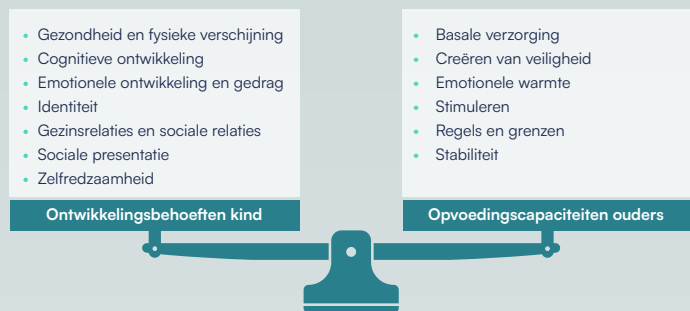 Gezondheid en fysieke verschijning
Cognitieve ontwikkeling
Emotionele ontwikkeling en gedrag
Identiteit
Gezinsrelaties en sociale relaties
Sociale presentatie
Zelfredzaamheid
Ontwikkelingsbehoeften kind
Basale verzorging
Creëren van veiligheid
Emotionele warmte
Stimuleren
Regels en grenzen
Stabiliteit
Opvoedingscapaciteiten ouders